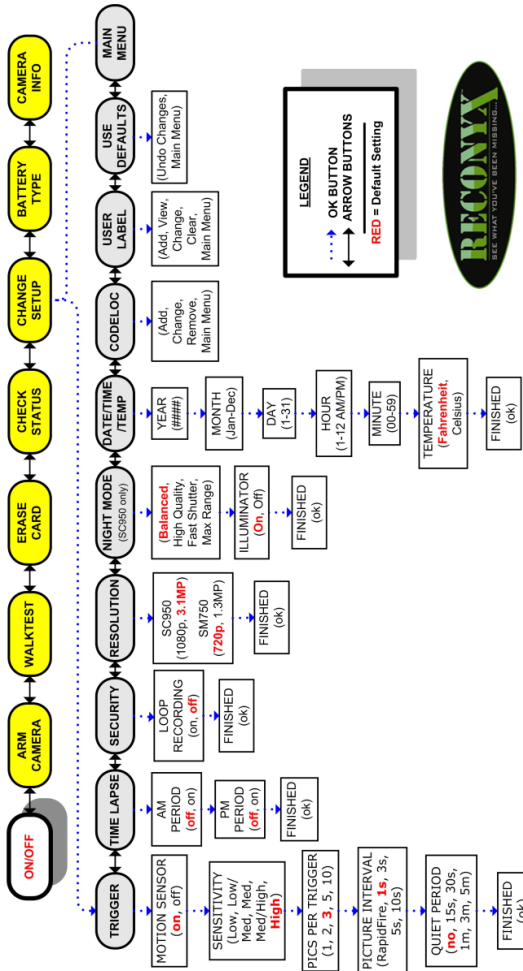 ON/OFF
ARM
CAMERA
WALKTEST
ERASE
CARD
CHECK
STATUS
CHANGE
SETUP
BATTERY
TYPE
CAMERA
INFO
TRIGGER
MOTION SENSOR
(on, off)
SENSITIVITY
(Low, Low/
Med, Med,
Med/High,
High)
PICS PER TRIGGER
(1, 2, 3, 5, 10)
PICTURE INTERVAL
(RapidFire, 1s, 3s,
5s, 10s)
QUIET PERIOD
(no, 15s, 30s,
1m, 3m, 5m)
FINISHED
(ok)
TIME LAPSE
AM
PERIOD
(off, on)
PM
PERIOD
(off, on)
FINISHED
(ok)
SECURITY
LOOP
RECORDING
(on, off)
FINISHED
(ok)
RESOLUTION
SC950
(1080p, 3.1MP)
SM750
(720p, 1.3MP)
FINISHED
(ok)
NIGHT MODE
(SC950 only)
(Balanced,
High Quality,
Fast Shutter,
Max Range)
ILLUMINATOR
(On, Off)
FINISHED
(ok)
DATE/TIME
/TEMP
YEAR
(####)
MONTH
(Jan-Dec)
DAY
(1-31)
HOUR
(1-12 AM/PM)
MINUTE
(00-59)
TEMPERATURE
(Fahrenheit,
Celsius)
FINISHED
(ok)
CODELOC
(Add,
Change,
Remove,
Main Menu)
USER
LABEL
(Add, View,
Change,
Clear,
Main Menu)
USE
DEFAULTS
(Undo Changes,
Main Menu)
MAIN
MENU
LEGEND
OK BUTTON
ARROW BUTTONS
RED = Default Setting
RECONYX
SEE WHAT YOU'VE BEEN MISSING...